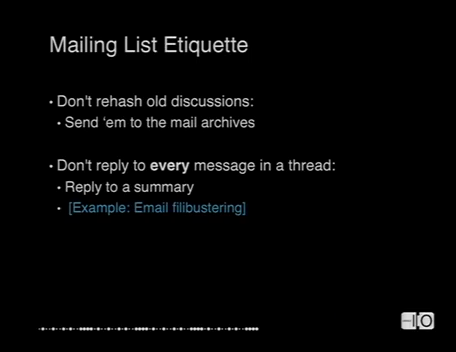 Mailing List Etiquette
• Don't rehash old discussions:
• Send ‘em to the mail archives
• Don't reply to every message in a thread:
• Reply to a summary
• [Example: Email filibustering]
IO